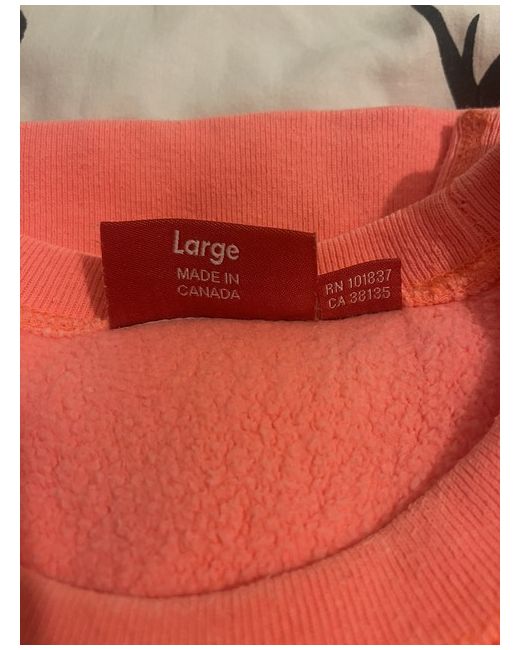 Large
MADE IN
CANADA
RN 101837
CA 38135